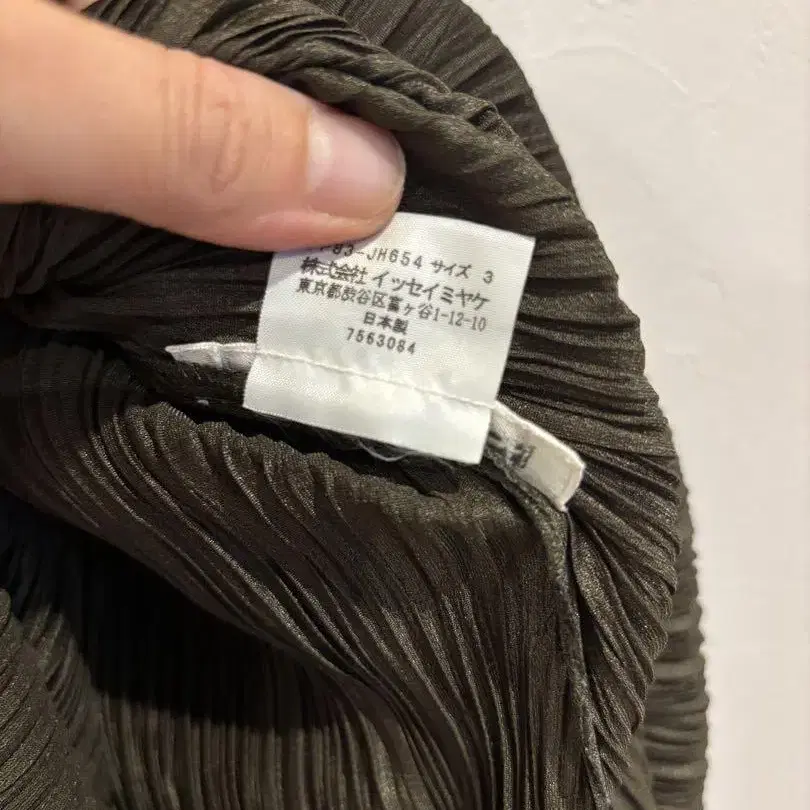 83-JH654 サイズ 3
株式会社 イッセイミヤケ
東京都渋谷区富ヶ谷1-12-10
日本製
7563084